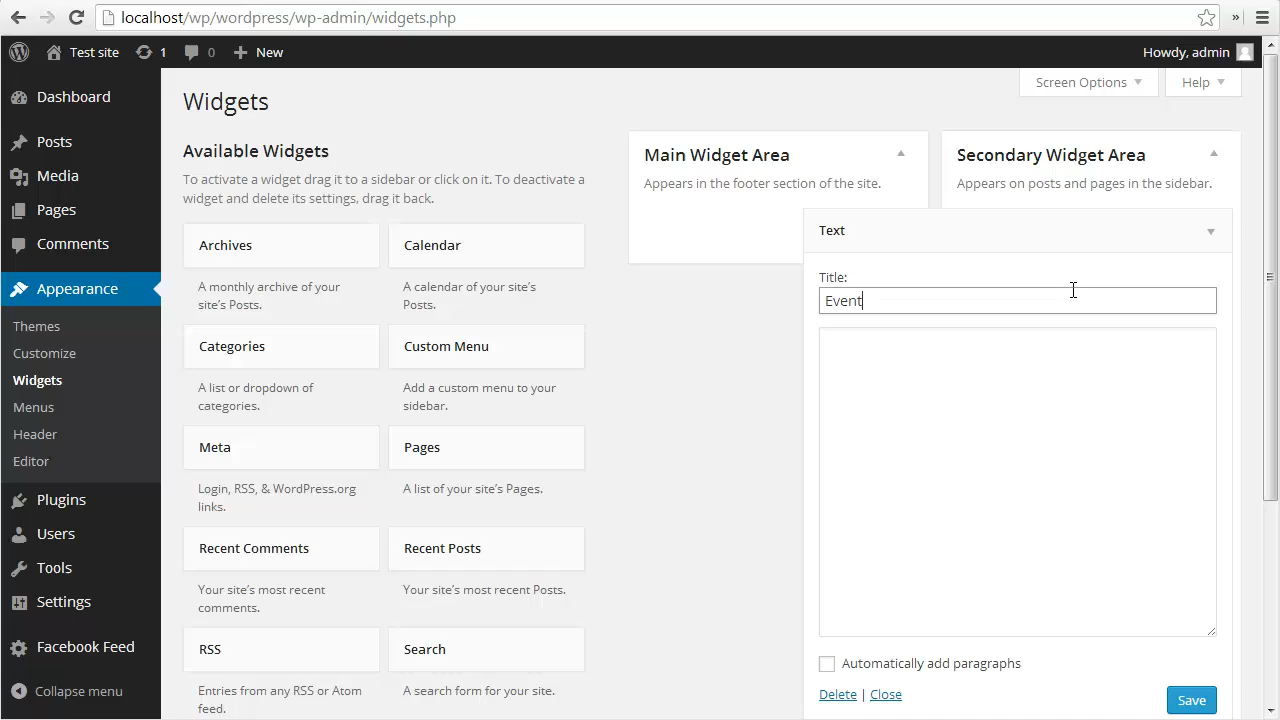 localhost/wp/wordpress/wp-admin/widgets.php
»
Test site
1
0
New
Howdy, admin
Dashboard
Posts
Media
Pages
Comments
Appearance
Themes
Customize
Widgets
Menus
Header
Editor
Plugins
Users
Tools
Settings
Facebook Feed
Collapse menu
Screen Options
Help
Widgets
Available Widgets
To activate a widget drag it to a sidebar or click on it. To deactivate a
widget and delete its settings, drag it back.
Archives
A monthly archive of your
site's Posts.
Calendar
A calendar of your site's
Posts.
Categories
A list or dropdown of
categories.
Custom Menu
Add a custom menu to your
sidebar.
Meta
Login, RSS, & WordPress.org
links.
Pages
A list of your site's Pages.
Recent Comments
Your site's most recent
comments.
Recent Posts
Your site's most recent Posts.
RSS
Entries from any RSS or Atom
feed.
Search
A search form for your site.
Main Widget Area
Appears in the footer section of the site.
Secondary Widget Area
Appears on posts and pages in the sidebar.
Text
Title:
Event
Automatically add paragraphs
Delete | Close
Save